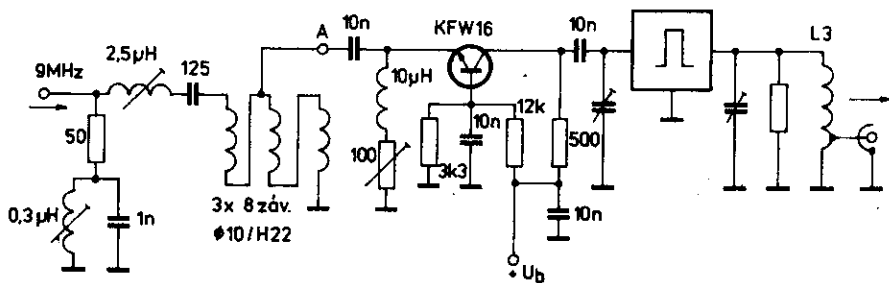 9MHz
2,5µH
125
A
10n
KFW16
10n
L3
50
10µH
100
3k3
10n
12k
500
0,3µH
1n
3x 8 záv.
ϕ10/H22
10n
+ Ub